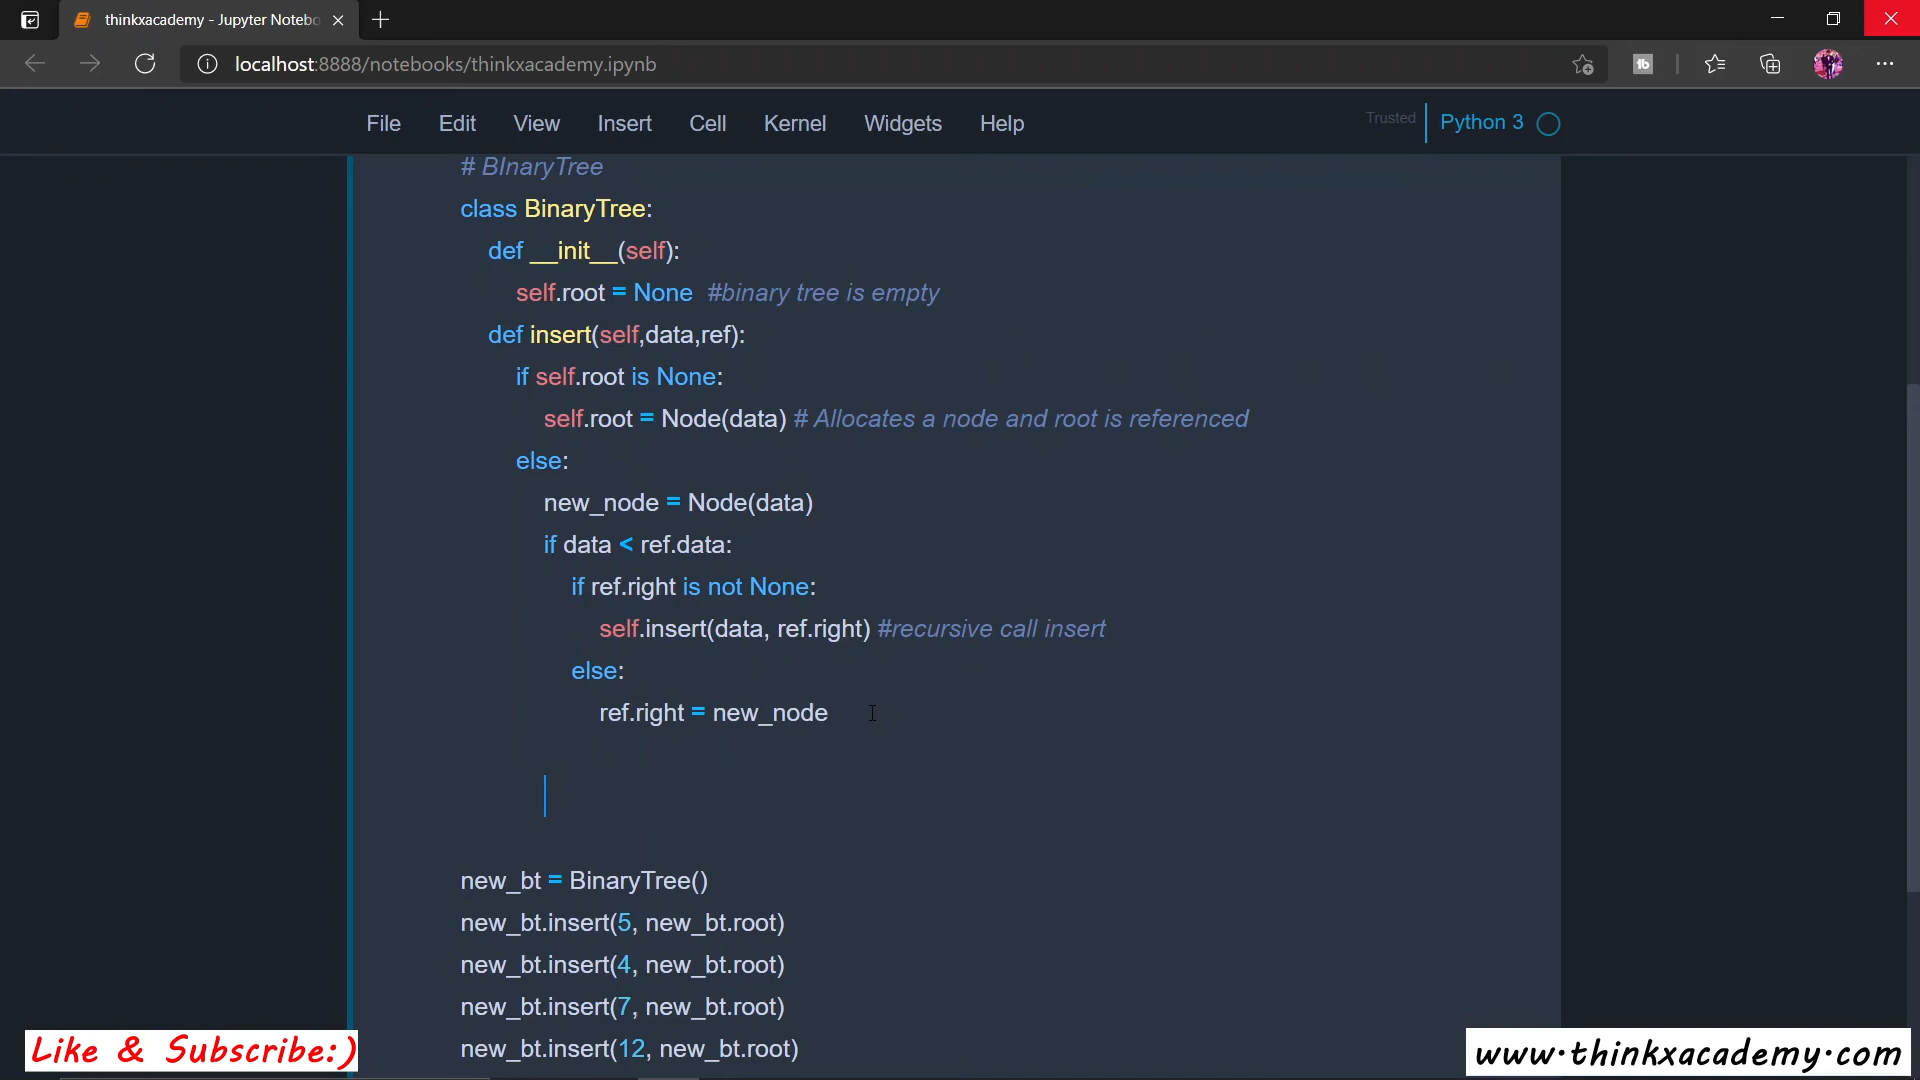 thinkxacademy - Jupyter Notebo
localhost:8888/notebooks/thinkxacademy.ipynb
tb
File Edit View Insert Cell Kernel Widgets Help
Trusted
Python 3
# BInaryTree
class BinaryTree:
    def __init__(self):
        self.root = None  #binary tree is empty
    def insert(self,data,ref):
        if self.root is None:
            self.root = Node(data) # Allocates a node and root is referenced
        else:
            new_node = Node(data)
            if data < ref.data:
                if ref.right is not None:
                    self.insert(data, ref.right) #recursive call insert
                else:
                    ref.right = new_node
new_bt = BinaryTree()
new_bt.insert(5, new_bt.root)
new_bt.insert(4, new_bt.root)
new_bt.insert(7, new_bt.root)
new_bt.insert(12, new_bt.root)
Like & Subscribe:)
www.thinkxacademy.com